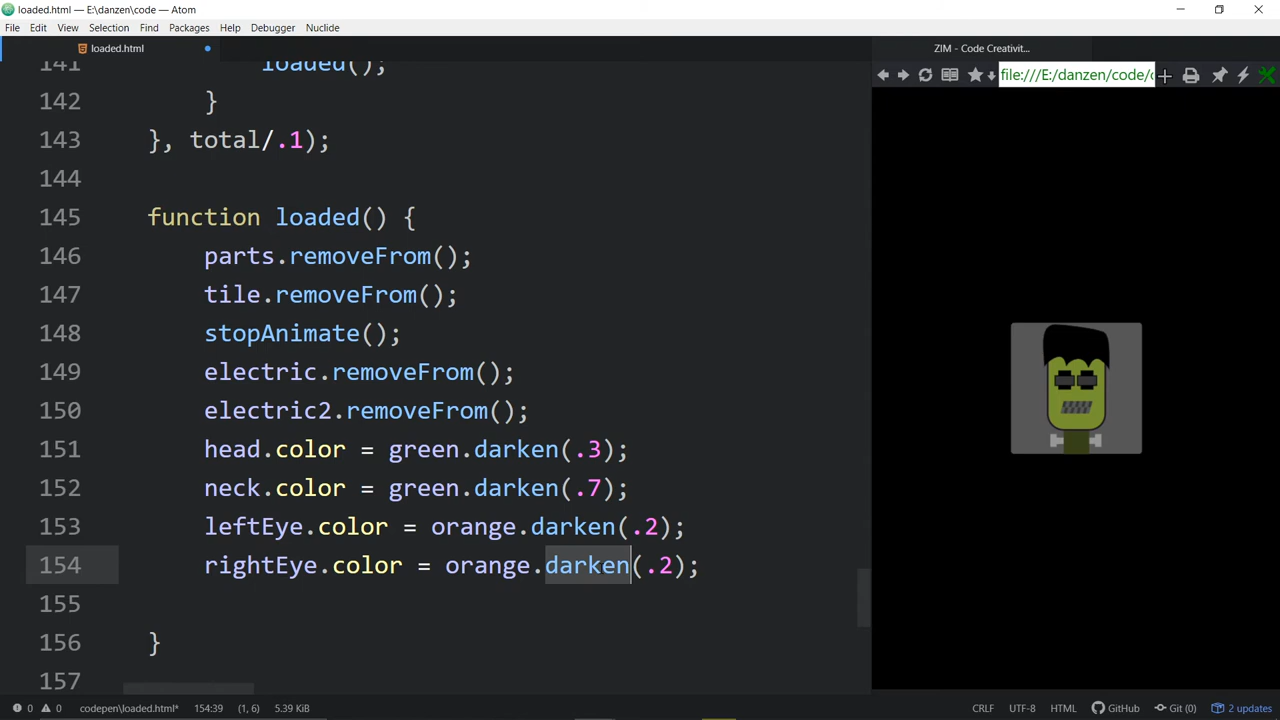 loaded.html — E:\danzen\code — Atom
File Edit View Selection Find Packages Help Debugger Nuclide
loaded.html
ZIM - Code Creativit...
file:///E:/danzen/code/c
141 loaded();
142 }
143 }, total/.1);
144
145 function loaded() {
146 parts.removeFrom();
147 tile.removeFrom();
148 stopAnimate();
149 electric.removeFrom();
150 electric2.removeFrom();
151 head.color = green.darken(.3);
152 neck.color = green.darken(.7);
153 leftEye.color = orange.darken(.2);
154 rightEye.color = orange.darken(.2);
155
156 }
157
0 0 codepen\loaded.html* 154:39 (1, 6) 5.39 KiB CRLF UTF-8 HTML GitHub Git (0) 2 updates